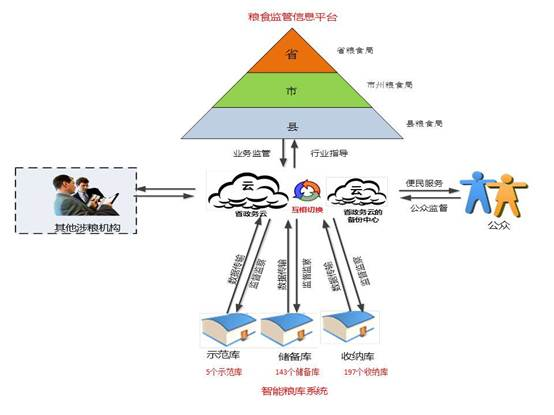 粮食监管信息平台
省
省粮食局
市
市州粮食局
县
县粮食局
业务监管
行业指导
云
云
省政务云
互相切换
省政务云的
备份中心
便民服务
公众监督
其他涉粮机构
公众
数据传输
监督监察
数据传输
监督监察
数据传输
监督监察
示范库
储备库
收纳库
5个示范库
143个储备库
197个收纳库
智能粮库系统